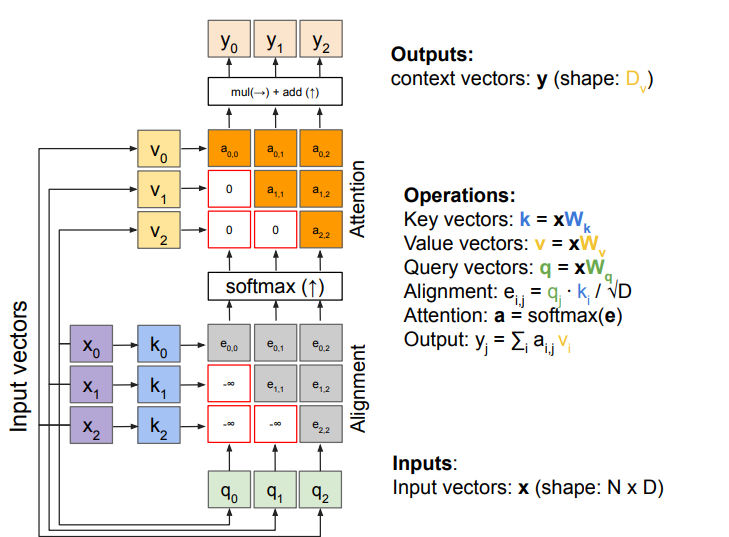 y0 y1 y2
mul(→) + add (↑)
v0 a0,0 a0,1 a0,2
v1 0 a1,1 a1,2
v2 0 0 a2,2
Attention
softmax (↑)
Input vectors
x0 k0 e0,0 e0,1 e0,2
x1 k1 -∞ e1,1 e1,2
x2 k2 -∞ -∞ e2,2
Alignment
q0 q1 q2
Outputs:
context vectors: y (shape: Dv)
Operations:
Key vectors: k = xWk
Value vectors: v = xWv
Query vectors: q = xWq
Alignment: ei,j = qj · ki / √D
Attention: a = softmax(e)
Output: yj = ∑i ai,j vi
Inputs:
Input vectors: x (shape: N x D)